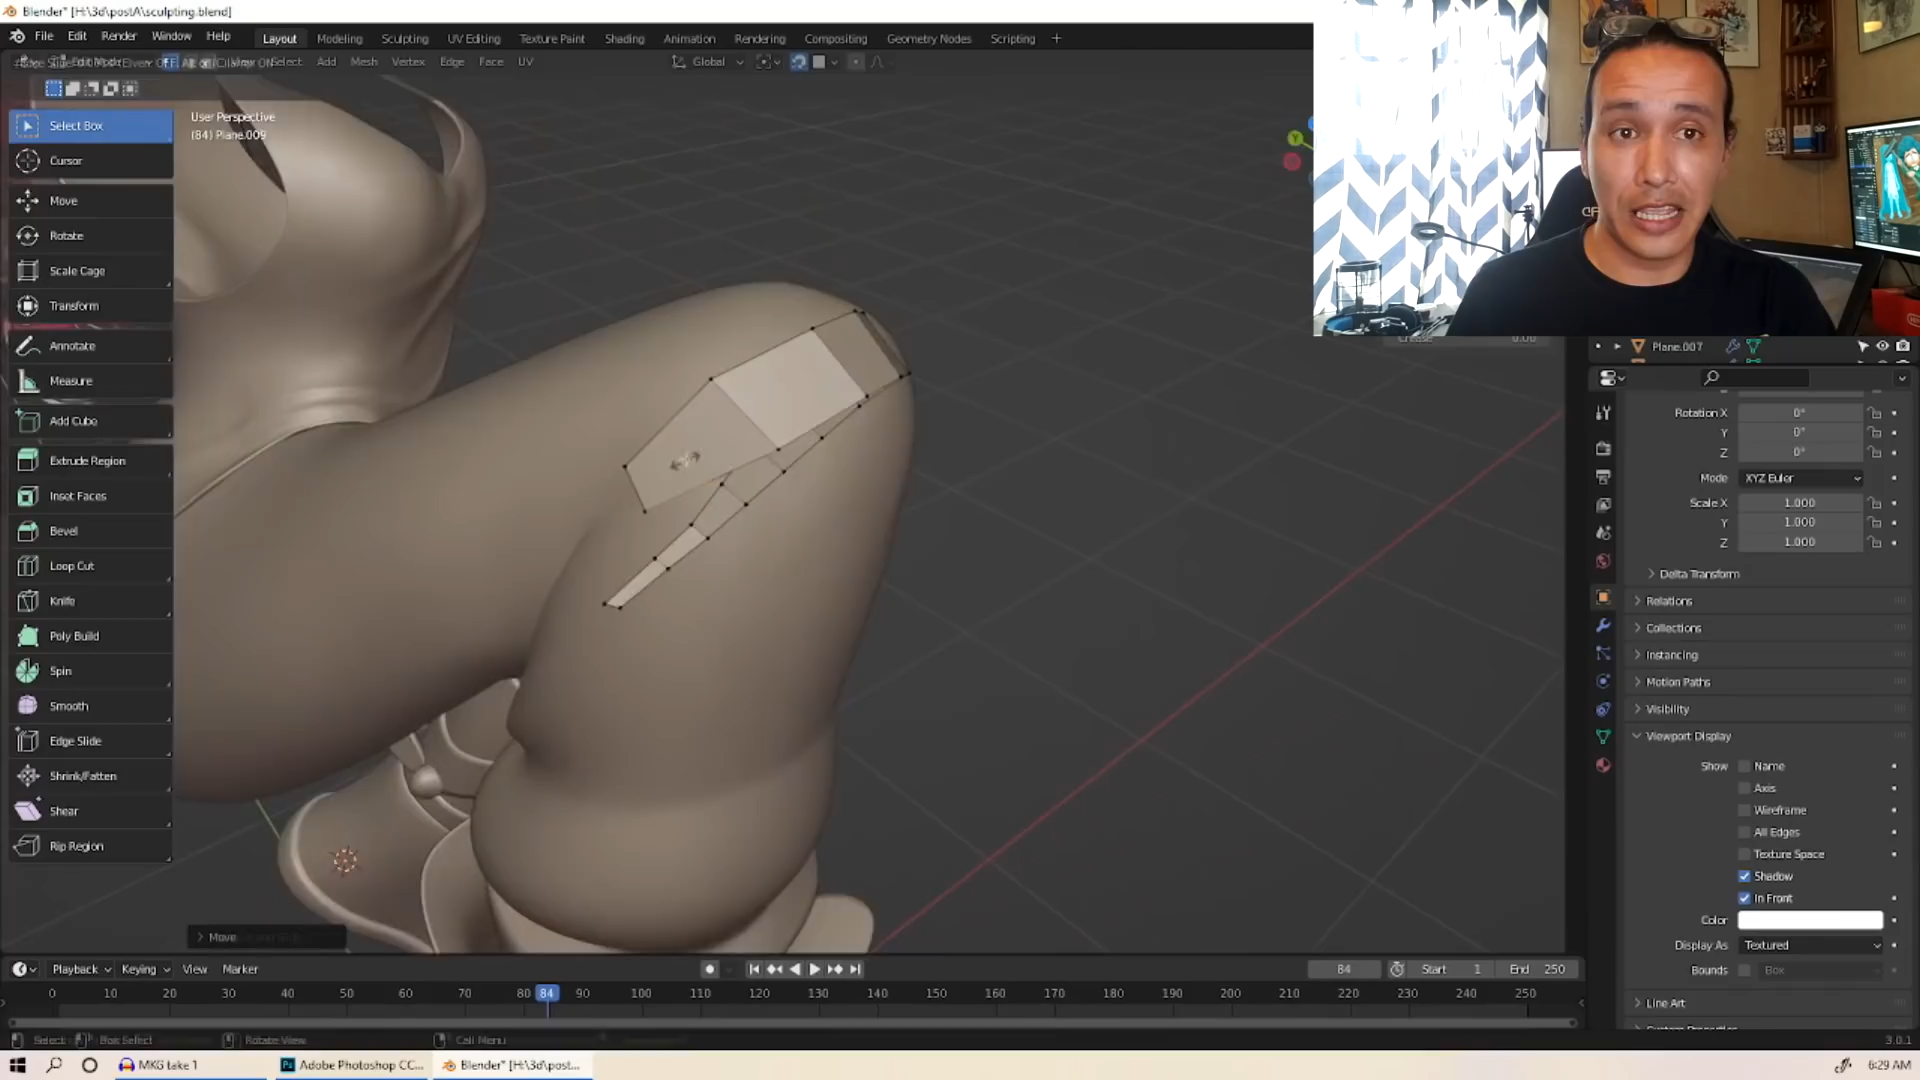 Blender* [H:\3d\postA\sculpting.blend]
File Edit Render Window Help
Layout Modeling Sculpting UV Editing Texture Paint Shading Animation Rendering Compositing Geometry Nodes Scripting +
Select Add Mesh Vertex Edge Face UV Global
Select Box
Cursor
Move
Rotate
Scale Cage
Transform
Annotate
Measure
Add Cube
Extrude Region
Inset Faces
Bevel
Loop Cut
Knife
Poly Build
Spin
Smooth
Edge Slide
Shrink/Fatten
Shear
Rip Region
User Perspective
(84) Plane.009
Y
Move
Crease 0.00
Plane.007
Rotation X 0°
Y 0°
Z 0°
Mode XYZ Euler
Scale X 1.000
Y 1.000
Z 1.000
Delta Transform
Relations
Collections
Instancing
Motion Paths
Visibility
Viewport Display
Show Name
Axis
Wireframe
All Edges
Texture Space
Shadow
In Front
Color
Display As Textured
Bounds Box
Line Art
Playback Keying View Marker
84 Start 1 End 250
0 10 20 30 40 50 60 70 80 84 90 100 110 120 130 140 150 160 170 180 190 200 210 220 230 240 250
Select Box Select Rotate View Call Menu
3.0.1
MKG take 1 Adobe Photoshop CC... Blender* [H:\3d\post...
6:29 AM